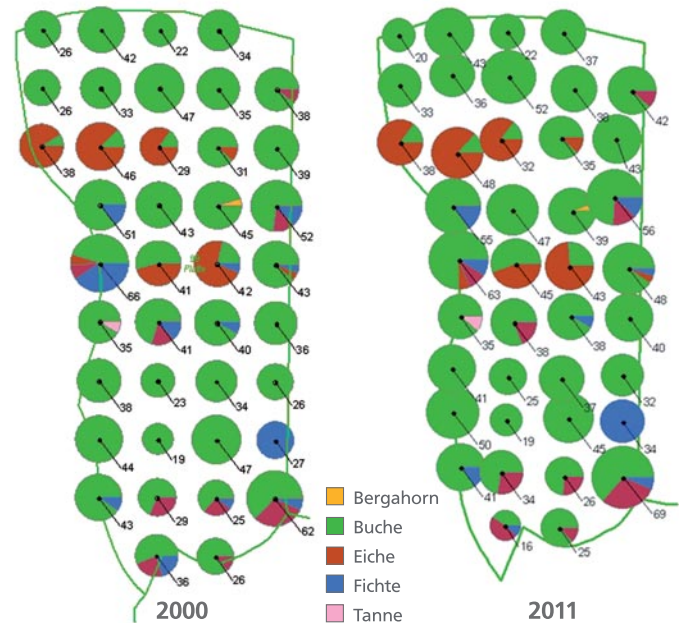 26 42 22 34
26 33 47 35 38
38 46 29 31 39
51 43 45 52
66 41 42 43
35 41 40 36
38 23 34 26
44 19 47 27
43 29 25 62
36 26
2000
20 43 22 37
33 36 52 38 42
38 48 32 35 43
55 47 39 56
63 45 43 48
35 38 38 40
41 25 37 32
50 19 45 34
41 34 26 69
16 25
2011
Bergahorn
Buche
Eiche
Fichte
Tanne